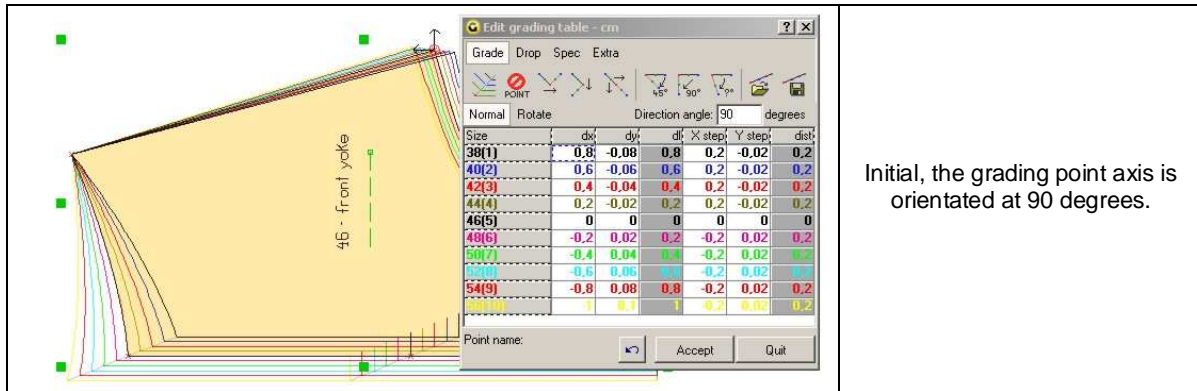 Edit grading table - cm
Grade Drop Spec Extra
POINT 45° 90° ?°
Normal Rotate Direction angle: 90 degrees
Size dx dy dl X step Y step dist
38(1) 0,8 -0,08 0,8 0,2 -0,02 0,2
40(2) 0,6 -0,06 0,6 0,2 -0,02 0,2
42(3) 0,4 -0,04 0,4 0,2 -0,02 0,2
44(4) 0,2 -0,02 0,2 0,2 -0,02 0,2
46(5) 0 0 0 0 0 0
48(6) -0,2 0,02 0,2 -0,2 0,02 0,2
50(7) -0,4 0,04 0,4 -0,2 0,02 0,2
52(8) -0,6 0,06 -0,2 0,02 0,2
54(9) -0,8 0,08 0,8 -0,2 0,02 0,2
-1 0,1 1 -0,2 0,02 0,2
Point name:
Accept Quit
46 - front yoke
Initial, the grading point axis is
orientated at 90 degrees.